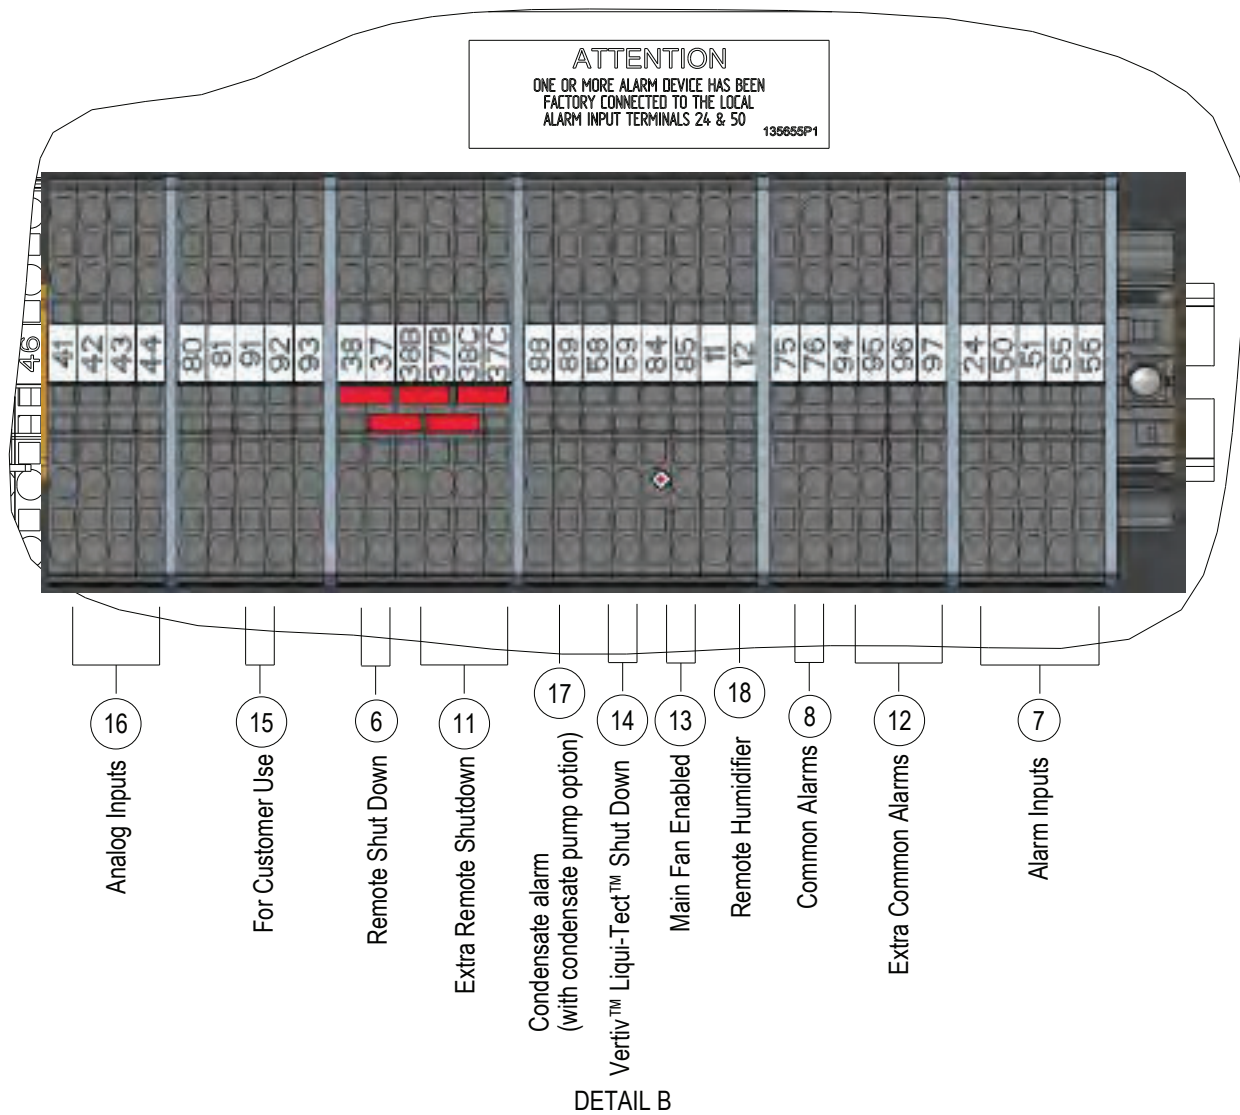 ATTENTION
ONE OR MORE ALARM DEVICE HAS BEEN
FACTORY CONNECTED TO THE LOCAL
ALARM INPUT TERMINALS 24 & 50
135655P1
46 41 42 43 44 80 81 91 92 93 38 37 38B 37B 38C 37C 88 89 58 59 84 85 11 12 75 76 94 95 96 97 24 50 51 55 56
16
Analog Inputs
15
For Customer Use
6
Remote Shut Down
11
Extra Remote Shutdown
17
Condensate alarm
(with condensate pump option)
14
Vertiv™ Liqui-Tect™ Shut Down
13
Main Fan Enabled
18
Remote Humidifier
8
Common Alarms
12
Extra Common Alarms
7
Alarm Inputs
DETAIL B